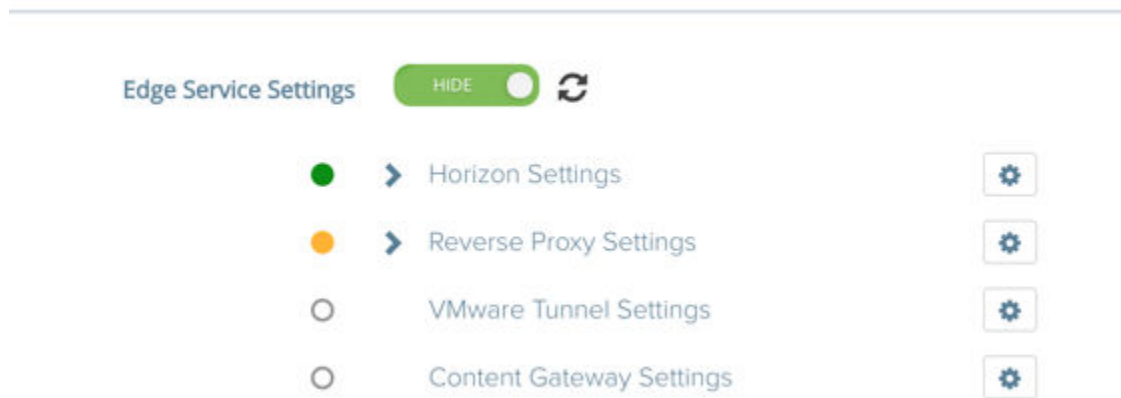 Edge Service Settings HIDE
Horizon Settings
Reverse Proxy Settings
VMware Tunnel Settings
Content Gateway Settings